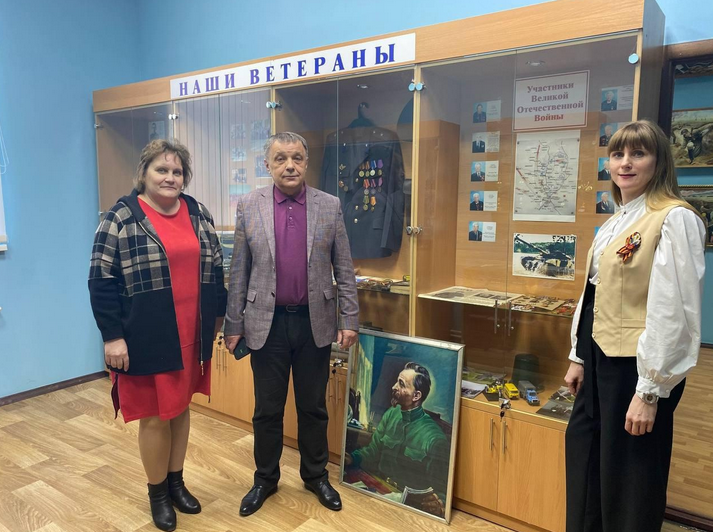 НАШИ ВЕТЕРАНЫ
Участники
Великой
Отечественной
Войны